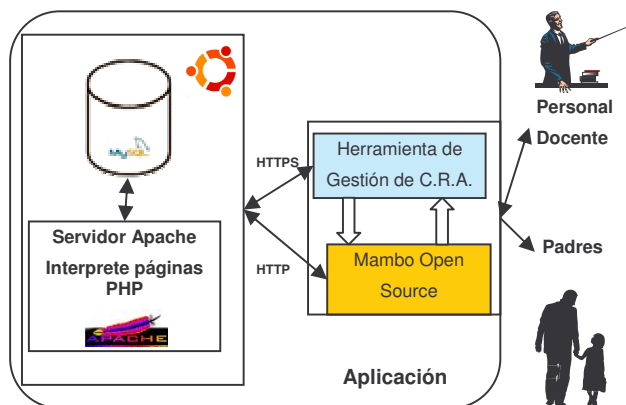 MySQL
Servidor Apache
Interprete páginas
PHP
APACHE
HTTPS
HTTP
Herramienta de
Gestión de C.R.A.
Mambo Open
Source
Aplicación
Personal
Docente
Padres